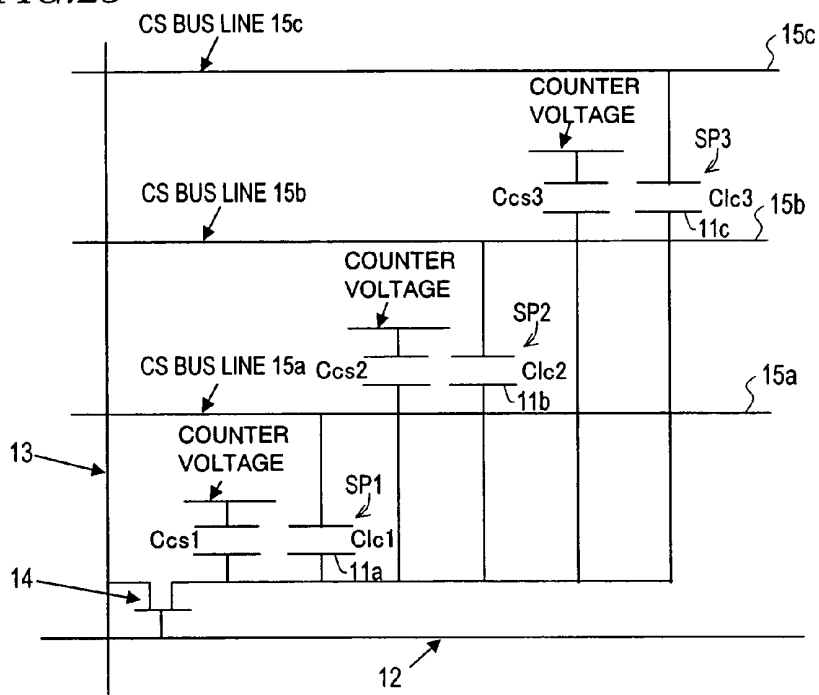 CS BUS LINE 15c
15c
COUNTER
VOLTAGE
SP3
Ccs3
Clc3
11c
CS BUS LINE 15b
15b
COUNTER
VOLTAGE
SP2
Ccs2
Clc2
11b
CS BUS LINE 15a
15a
COUNTER
VOLTAGE
13
SP1
Ccs1
Clc1
11a
14
12